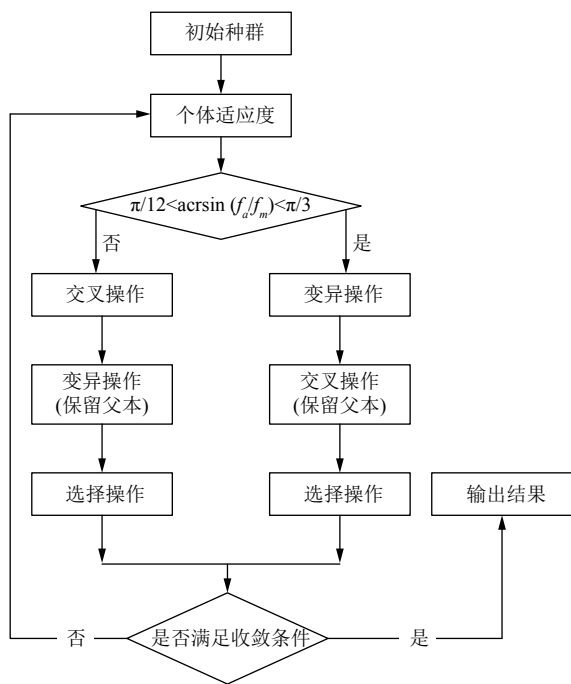 初始种群
个体适应度
π/12<acrsin (fa/fm)<π/3
否
是
交叉操作
变异操作
变异操作
(保留父本)
交叉操作
(保留父本)
选择操作
选择操作
输出结果
否
是否满足收敛条件
是